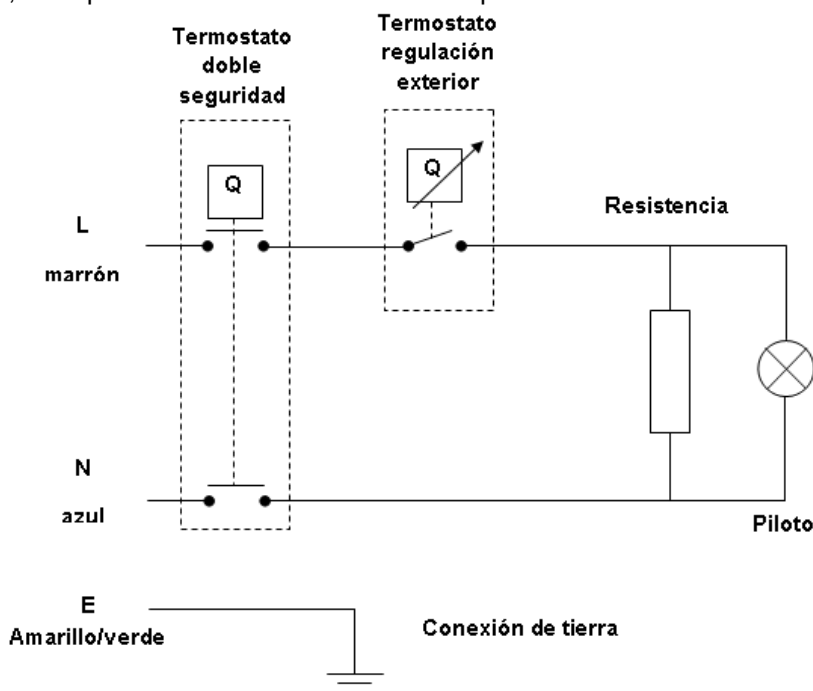 Termostato
doble
seguridad
Termostato
regulación
exterior
Q
Q
L
marrón
Resistencia
N
azul
Piloto
E
Amarillo/verde
Conexión de tierra